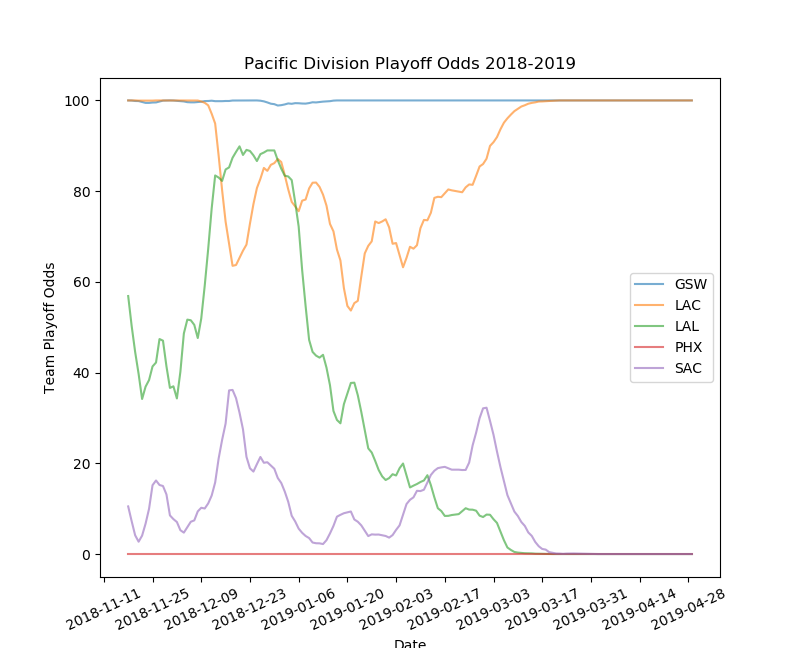 Pacific Division Playoff Odds 2018-2019
Team Playoff Odds
100
80
60
40
20
0
GSW
LAC
LAL
PHX
SAC
2018-11-11
2018-11-25
2018-12-09
2018-12-23
2019-01-06
2019-01-20
2019-02-03
2019-02-17
2019-03-03
2019-03-17
2019-03-31
2019-04-14
2019-04-28
Date